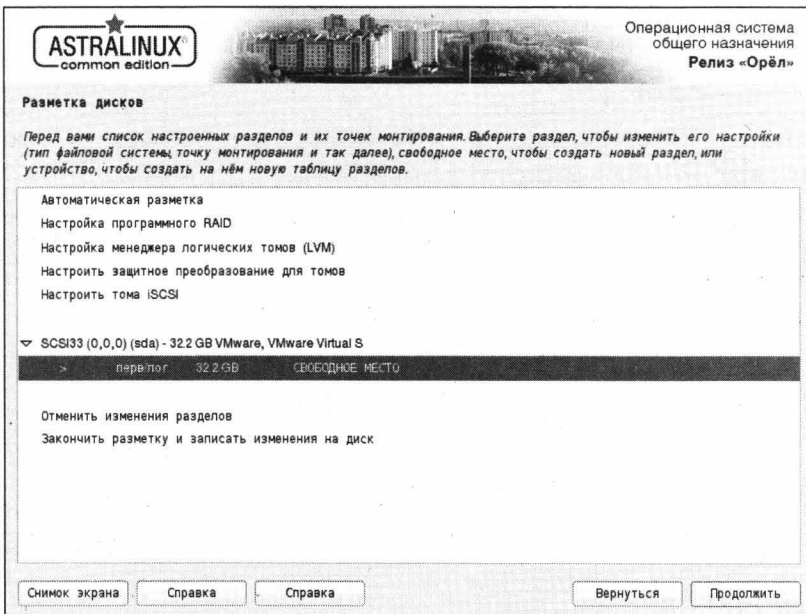 ASTRALINUX®
common edition
Операционная система
общего назначения
Релиз «Орёл»
Разметка дисков
Перед вами список настроенных разделов и их точек монтирования. Выберите раздел, чтобы изменить его настройки
(тип файловой системы, точку монтирования и так далее), свободное место, чтобы создать новый раздел, или
устройство, чтобы создать на нём новую таблицу разделов.
Автоматическая разметка
Настройка программного RAID
Настройка менеджера логических томов (LVM)
Настроить защитное преобразование для томов
Настроить тома iSCSI
▽ SCSI33 (0,0,0) (sda) - 32.2 GB VMware, VMware Virtual S
> перв/лог 32.2 GB СВОБОДНОЕ МЕСТО
Отменить изменения разделов
Закончить разметку и записать изменения на диск
Снимок экрана Справка Справка Вернуться Продолжить